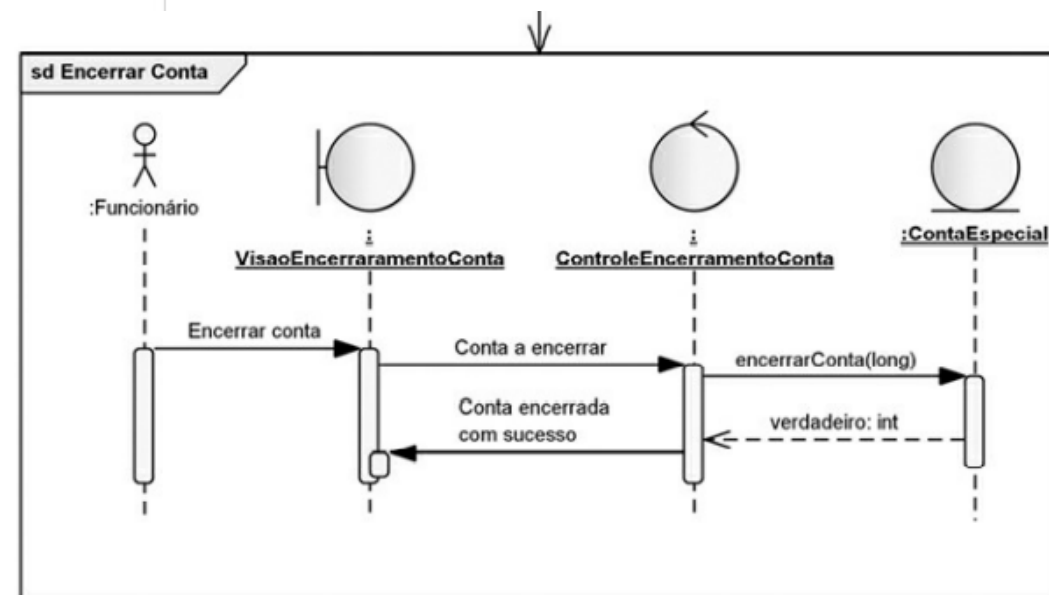 sd Encerrar Conta
:Funcionário
:
VisaoEncerraramentoConta
:
ControleEncerramentoConta
:ContaEspecial
Encerrar conta
Conta a encerrar
encerrarConta(long)
Conta encerrada
com sucesso
verdadeiro: int